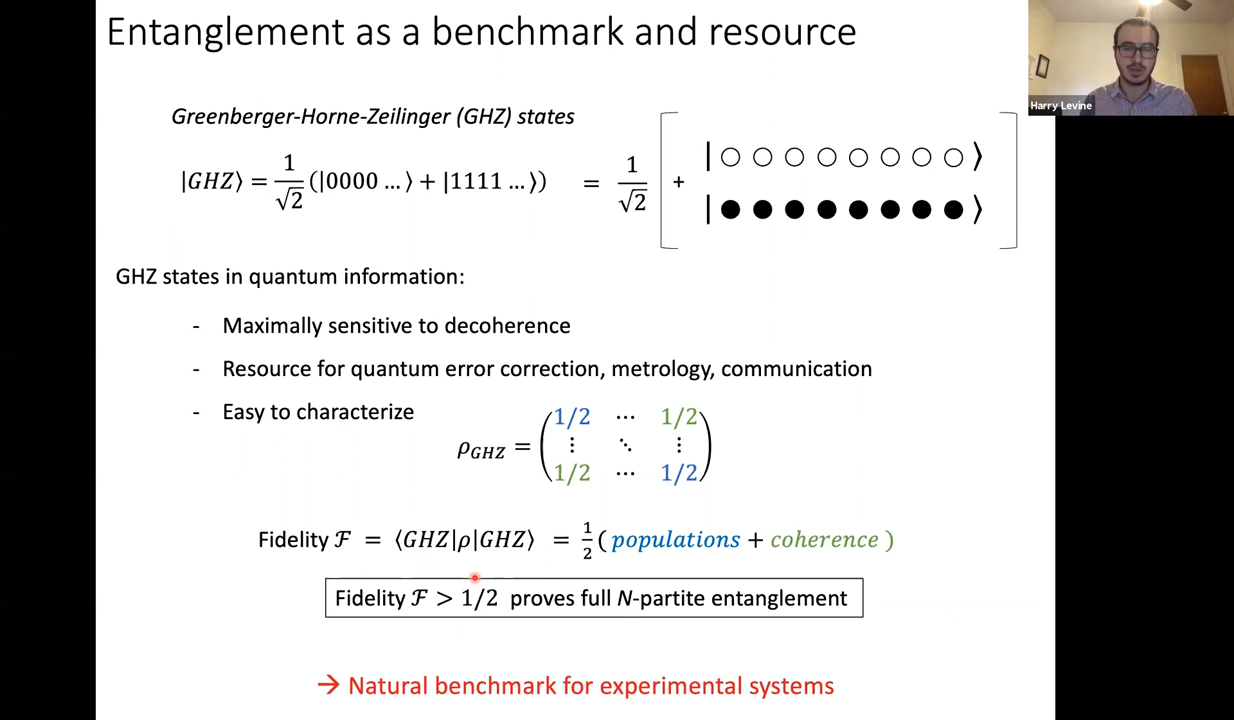 Entanglement as a benchmark and resource
Harry Levine
Greenberger-Horne-Zeilinger (GHZ) states
|GHZ⟩ = 1/√2 (|0000 …⟩ + |1111 …⟩) = 1/√2 [ |○○○○○○○○⟩ + |●●●●●●●●⟩ ]
GHZ states in quantum information:
- Maximally sensitive to decoherence
- Resource for quantum error correction, metrology, communication
- Easy to characterize
ρ_GHZ = ( 1/2 ⋯ 1/2
⋮ ⋱ ⋮
1/2 ⋯ 1/2 )
Fidelity ℱ = ⟨GHZ|ρ|GHZ⟩ = 1/2 ( populations + coherence )
Fidelity ℱ > 1/2 proves full N-partite entanglement
→ Natural benchmark for experimental systems